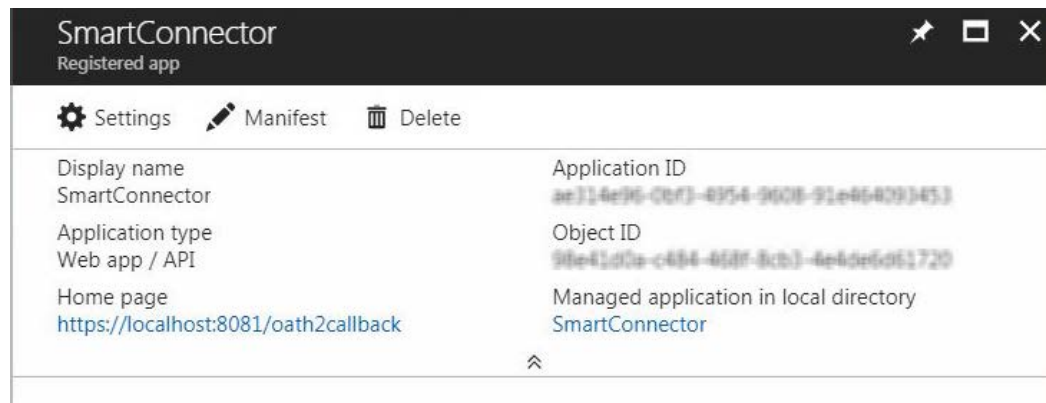 SmartConnector
Registered app
Settings
Manifest
Delete
Display name
SmartConnector
Application ID
Application type
Web app / API
Object ID
Home page
https://localhost:8081/oath2callback
Managed application in local directory
SmartConnector